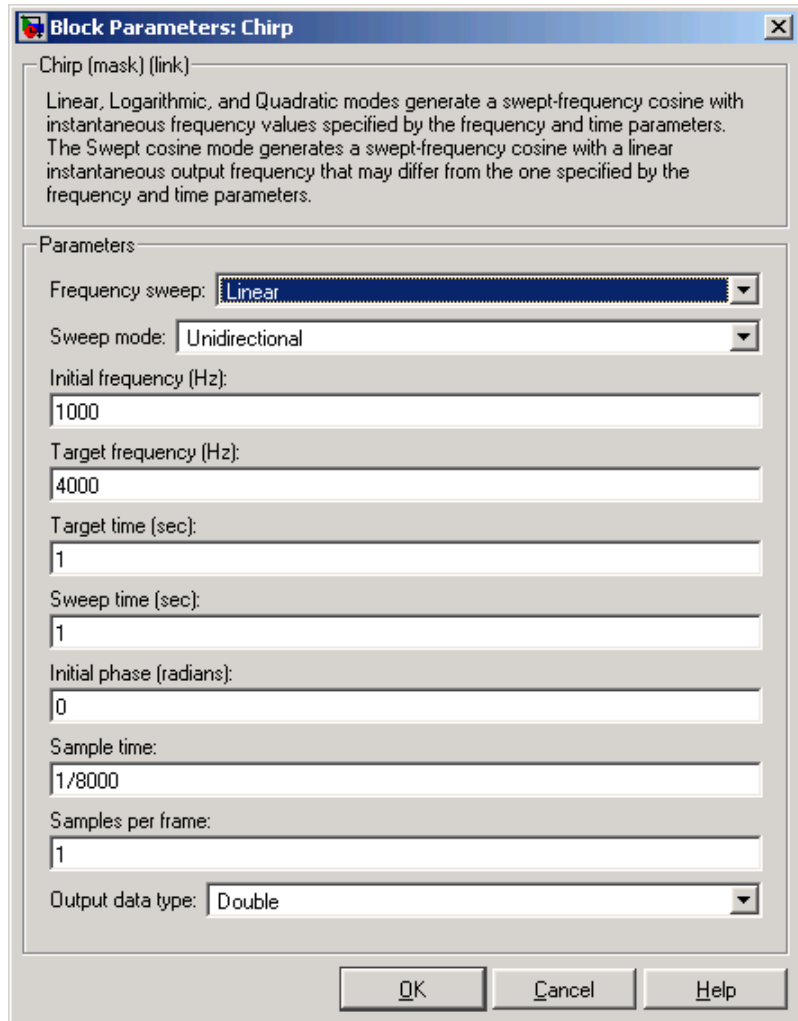 Block Parameters: Chirp
Chirp (mask) (link)
Linear, Logarithmic, and Quadratic modes generate a swept-frequency cosine with
instantaneous frequency values specified by the frequency and time parameters.
The Swept cosine mode generates a swept-frequency cosine with a linear
instantaneous output frequency that may differ from the one specified by the
frequency and time parameters.
Parameters
Frequency sweep: Linear
Sweep mode: Unidirectional
Initial frequency (Hz):
1000
Target frequency (Hz):
4000
Target time (sec):
1
Sweep time (sec):
1
Initial phase (radians):
0
Sample time:
1/8000
Samples per frame:
1
Output data type: Double
OK Cancel Help